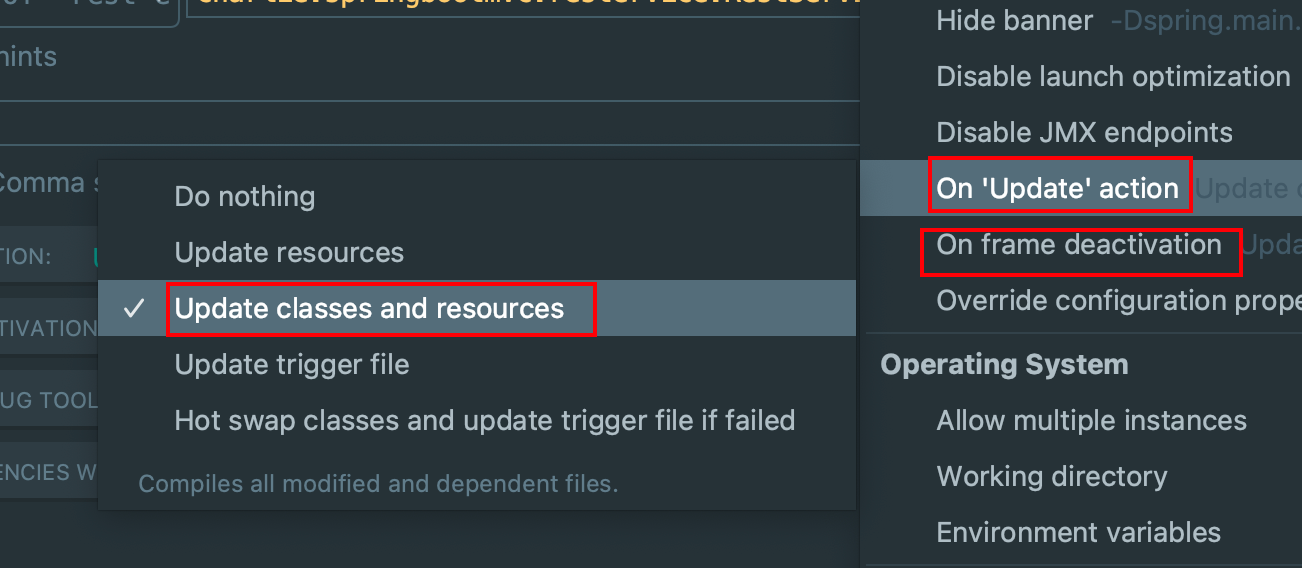 Hide banner -Dspring.main.
hints
Disable launch optimization
Disable JMX endpoints
Comma s
On 'Update' action Update
Do nothing
On frame deactivation Upda
Update resources
TION:
Override configuration prope
Update classes and resources
TIVATION
Operating System
Update trigger file
UG TOOL
Allow multiple instances
Hot swap classes and update trigger file if failed
ENCIES W
Working directory
Compiles all modified and dependent files.
Environment variables